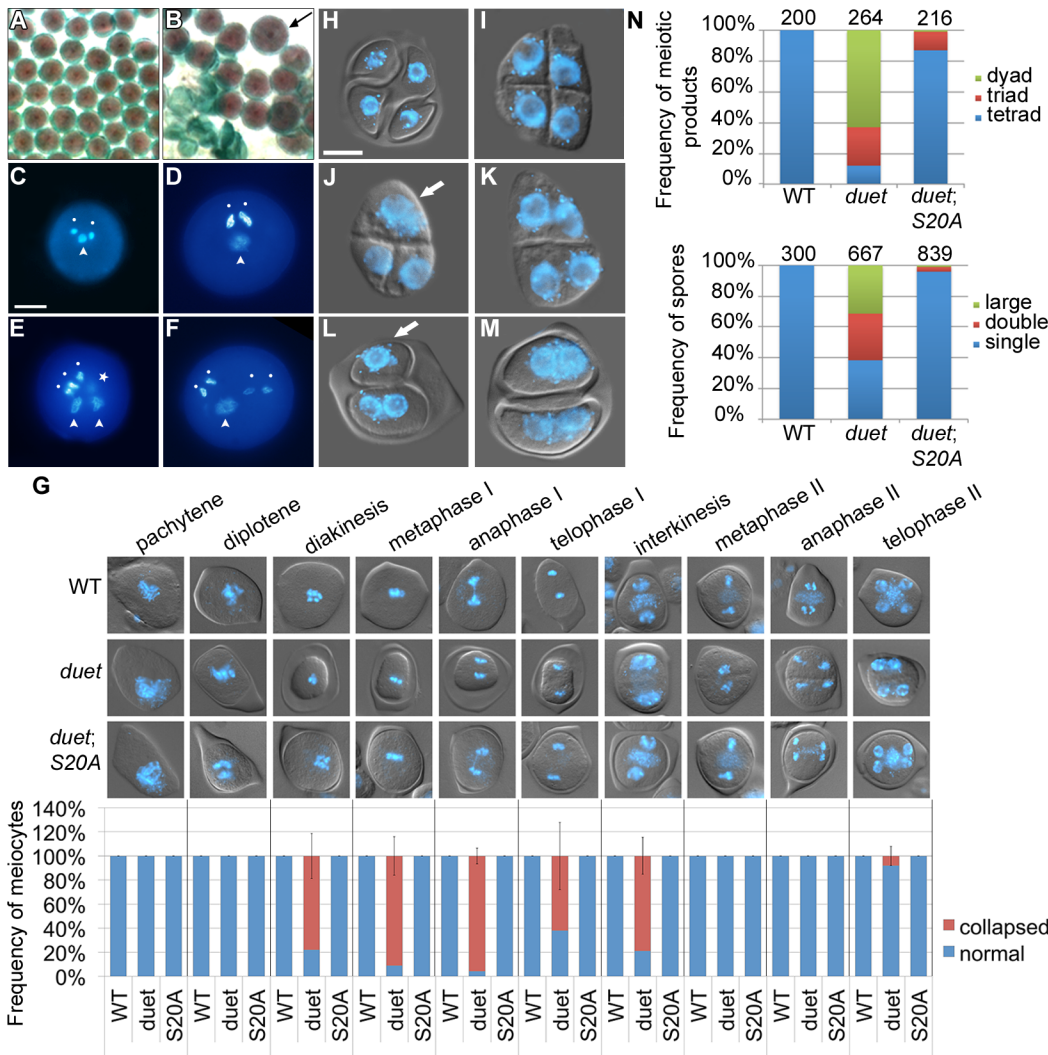 A
B
H
I
N
C
D
J
K
E
F
L
M
200 264 216
Frequency of meiotic
products
100%
80%
60%
40%
20%
0%
WT
duet
duet;
S20A
dyad
triad
tetrad
300 667 839
Frequency of spores
100%
80%
60%
40%
20%
0%
WT
duet
duet;
S20A
large
double
single
G
pachytene
diplotene
diakinesis
metaphase I
anaphase I
telophase I
interkinesis
metaphase II
anaphase II
telophase II
WT
duet
duet;
S20A
Frequency of meiocytes
140%
120%
100%
80%
60%
40%
20%
0%
collapsed
normal
WT duet S20A WT duet S20A WT duet S20A WT duet S20A WT duet S20A WT duet S20A WT duet S20A WT duet S20A WT duet S20A WT duet S20A